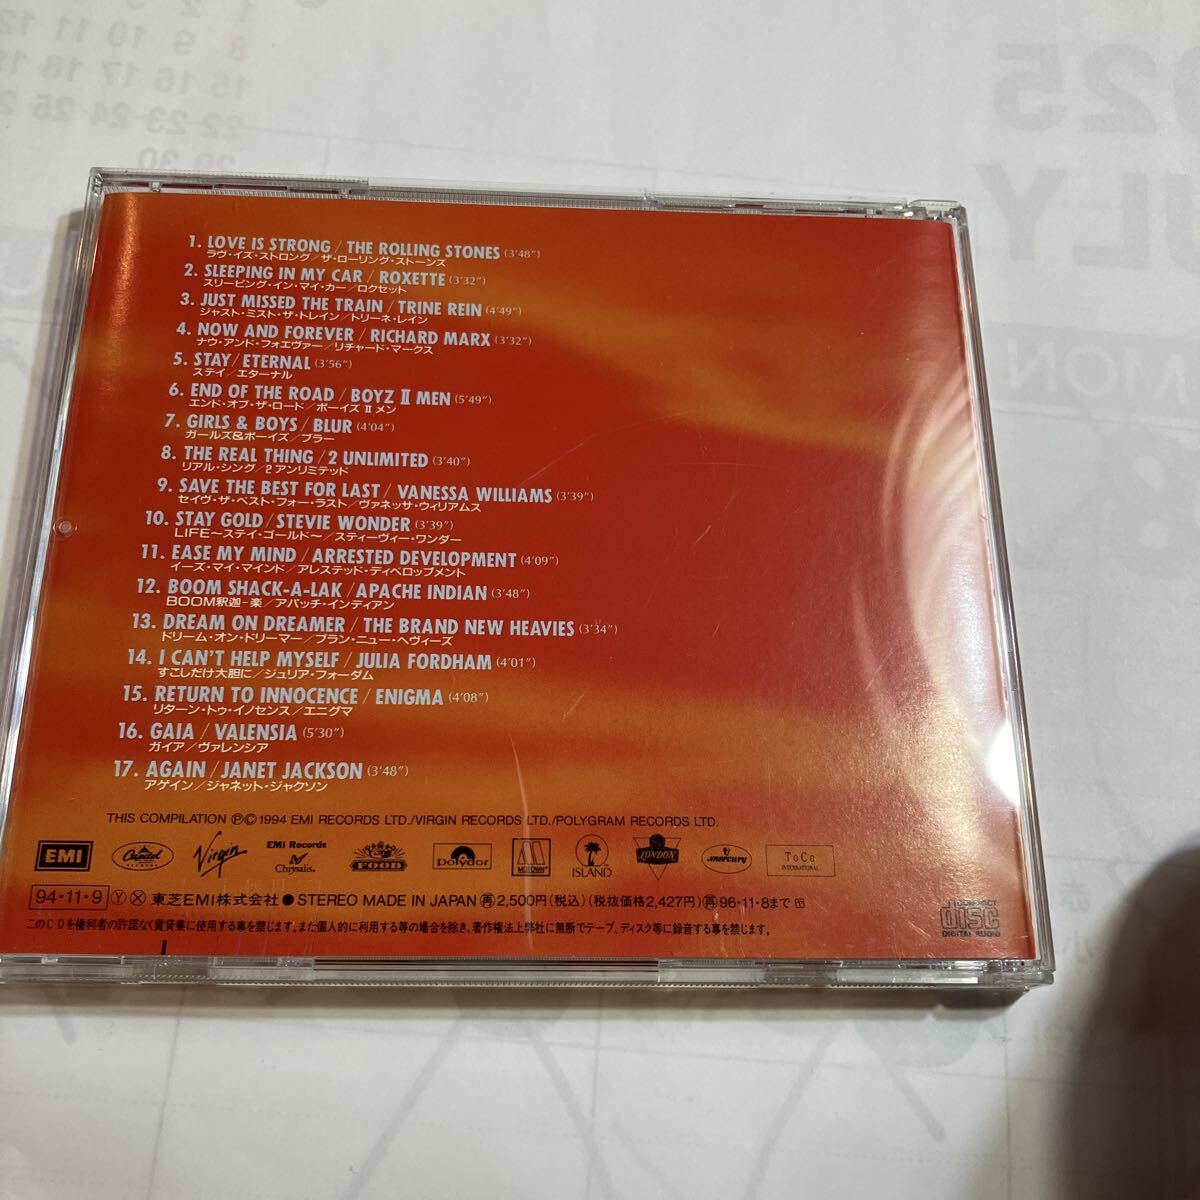 1. LOVE IS STRONG / THE ROLLING STONES (3'48")
ラヴ・イズ・ストロング／ザ・ローリング・ストーンズ
2. SLEEPING IN MY CAR / ROXETTE (3'32")
スリーピング・イン・マイ・カー／ロクセット
3. JUST MISSED THE TRAIN / TRINE REIN (4'49")
ジャスト・ミスト・ザ・トレイン／トリーネ・レイン
4. NOW AND FOREVER / RICHARD MARX (3'32")
ナウ・アンド・フォエヴァー／リチャード・マークス
5. STAY / ETERNAL (3'56")
ステイ／エターナル
6. END OF THE ROAD / BOYZ II MEN (5'49")
エンド・オブ・ザ・ロード／ボーイズ II メン
7. GIRLS & BOYS / BLUR (4'04")
ガールズ&ボーイズ／ブラー
8. THE REAL THING / 2 UNLIMITED (3'40")
リアル・シング／2 アンリミテッド
9. SAVE THE BEST FOR LAST / VANESSA WILLIAMS (3'39")
セイヴ・ザ・ベスト・フォー・ラスト／ヴァネッサ・ウィリアムス
10. STAY GOLD / STEVIE WONDER (3'39")
LIFE〜ステイ・ゴールド〜／スティーヴィー・ワンダー
11. EASE MY MIND / ARRESTED DEVELOPMENT (4'09")
イーズ・マイ・マインド／アレステッド・ディベロップメント
12. BOOM SHACK-A-LAK / APACHE INDIAN (3'48")
BOOM釈迦-楽／アパッチ・インディアン
13. DREAM ON DREAMER / THE BRAND NEW HEAVIES (3'34")
ドリーム・オン・ドリーマー／ブラン・ニュー・ヘヴィーズ
14. I CAN'T HELP MYSELF / JULIA FORDHAM (4'01")
すこしだけ大胆に／ジュリア・フォーダム
15. RETURN TO INNOCENCE / ENIGMA (4'08")
リターン・トゥ・イノセンス／エニグマ
16. GAIA / VALENSIA (5'30")
ガイア／ヴァレンシア
17. AGAIN / JANET JACKSON (3'48")
アゲイン／ジャネット・ジャクソン
THIS COMPILATION ℗©1994 EMI RECORDS LTD./VIRGIN RECORDS LTD./POLYGRAM RECORDS LTD.
EMI Capitol RECORDS Virgin EMI Records Chrysalis. FOOD Polydor MOTOWN ISLAND LONDON mercury ToCo INTERNATIONAL
94・11・9 Ⓨ Ⓧ 東芝EMI株式会社 ● STEREO MADE IN JAPAN 再 2,500円(税込)(税抜価格2,427円) 再 96・11・8まで
このCDを権利者の許諾なく賃貸業に使用する事を禁じます。また個人的に利用する等の場合を除き、著作権法上弊社に無断でテープ、ディスク等に録音する事も禁じます。
COMPACT disc DIGITAL AUDIO